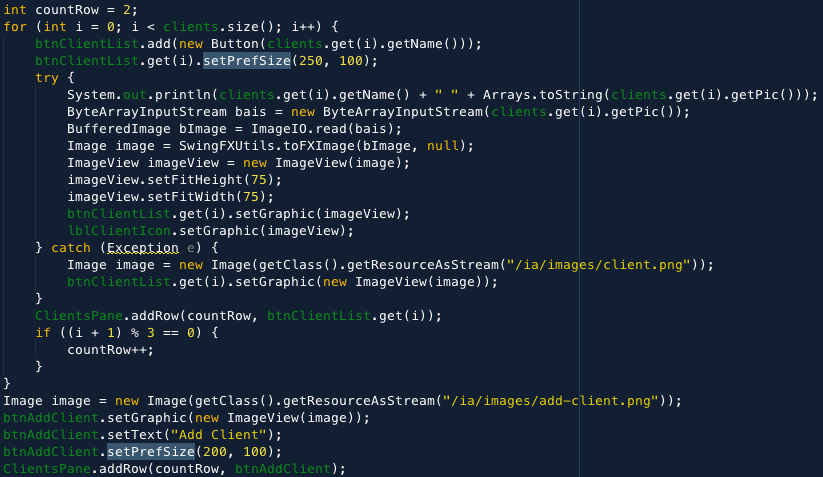 int countRow = 2;
for (int i = 0; i < clients.size(); i++) {
    btnClientList.add(new Button(clients.get(i).getName()));
    btnClientList.get(i).setPrefSize(250, 100);
    try {
        System.out.println(clients.get(i).getName() + " " + Arrays.toString(clients.get(i).getPic()));
        ByteArrayInputStream bais = new ByteArrayInputStream(clients.get(i).getPic());
        BufferedImage bImage = ImageIO.read(bais);
        Image image = SwingFXUtils.toFXImage(bImage, null);
        ImageView imageView = new ImageView(image);
        imageView.setFitHeight(75);
        imageView.setFitWidth(75);
        btnClientList.get(i).setGraphic(imageView);
        lblClientIcon.setGraphic(imageView);
    } catch (Exception e) {
        Image image = new Image(getClass().getResourceAsStream("/ia/images/client.png"));
        btnClientList.get(i).setGraphic(new ImageView(image));
    }
    ClientsPane.addRow(countRow, btnClientList.get(i));
    if ((i + 1) % 3 == 0) {
        countRow++;
    }
}
Image image = new Image(getClass().getResourceAsStream("/ia/images/add-client.png"));
btnAddClient.setGraphic(new ImageView(image));
btnAddClient.setText("Add Client");
btnAddClient.setPrefSize(200, 100);
ClientsPane.addRow(countRow, btnAddClient);